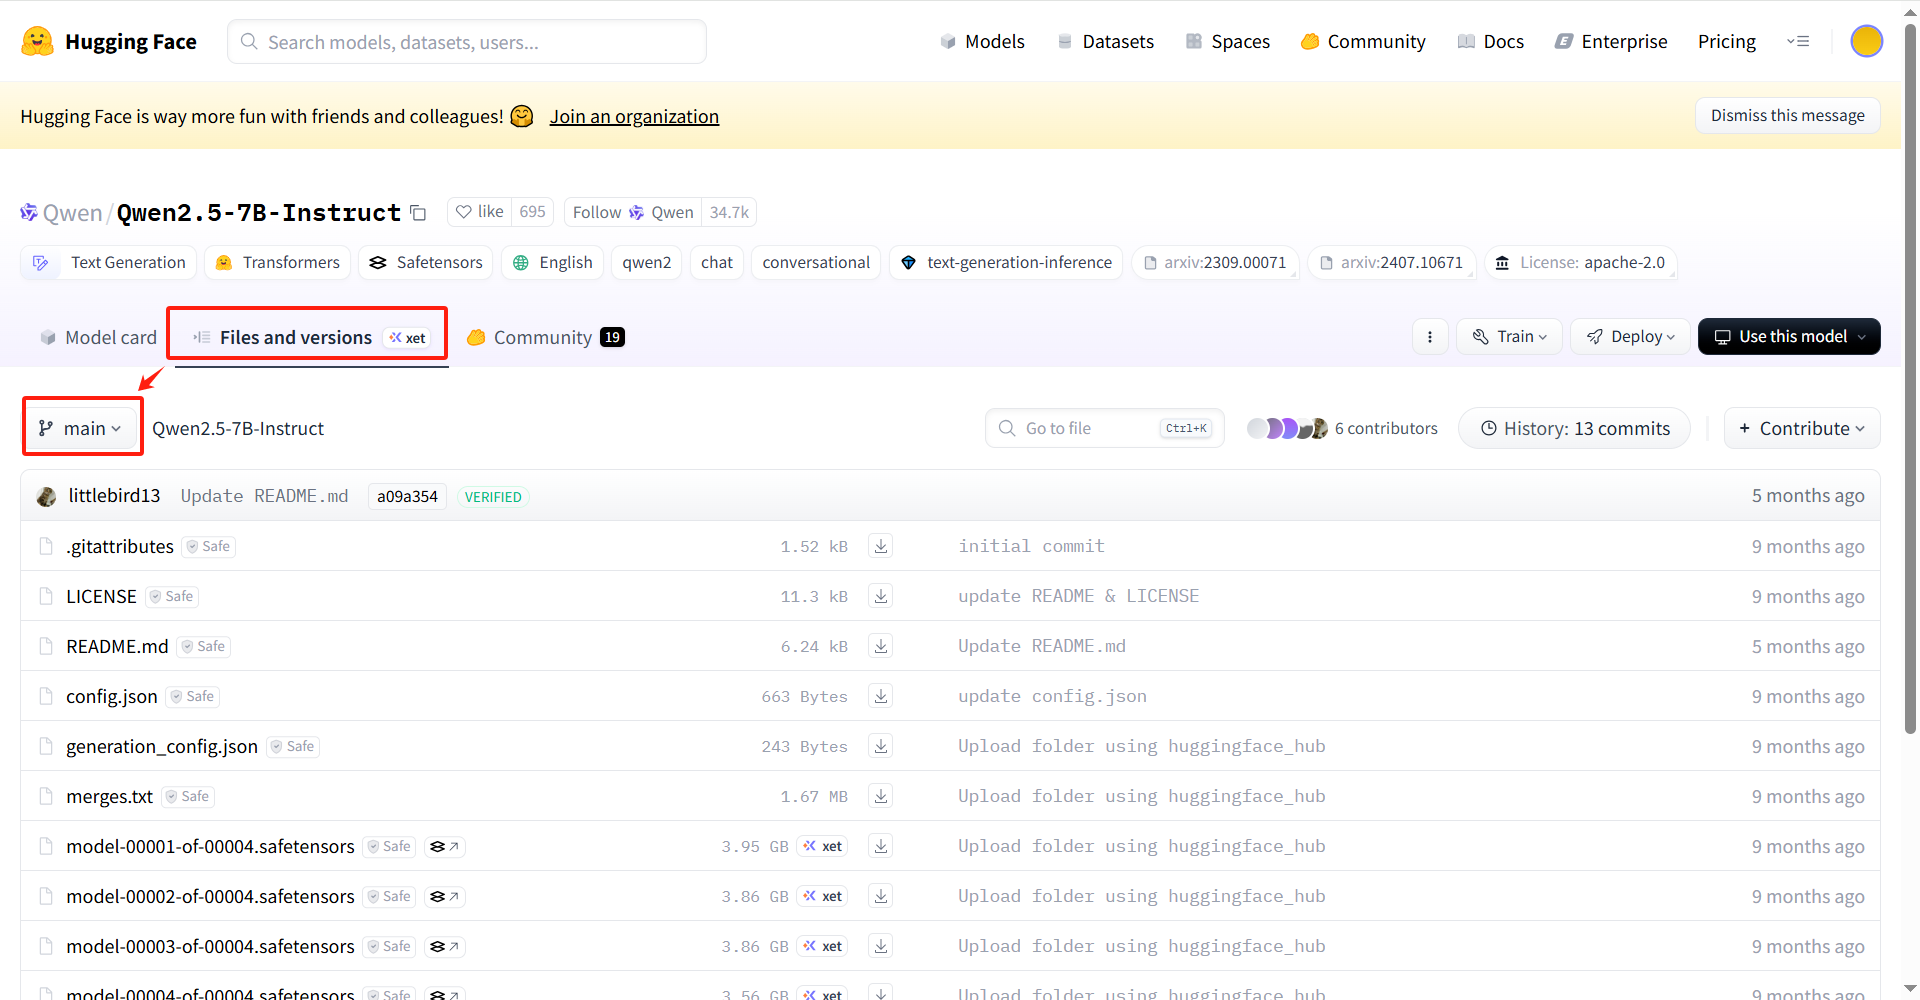 Hugging Face Search models, datasets, users... Models Datasets Spaces Community Docs Enterprise Pricing
Hugging Face is way more fun with friends and colleagues! 🤗 Join an organization Dismiss this message
Qwen/Qwen2.5-7B-Instruct like 695 Follow Qwen 34.7k
Text Generation Transformers Safetensors English qwen2 chat conversational text-generation-inference arxiv:2309.00071 arxiv:2407.10671 License: apache-2.0
Model card Files and versions xet Community 19 Train Deploy Use this model
main Qwen2.5-7B-Instruct Go to file Ctrl+K 6 contributors History: 13 commits + Contribute
littlebird13 Update README.md a09a354 VERIFIED 5 months ago
.gitattributes Safe 1.52 kB initial commit 9 months ago
LICENSE Safe 11.3 kB update README & LICENSE 9 months ago
README.md Safe 6.24 kB Update README.md 5 months ago
config.json Safe 663 Bytes update config.json 9 months ago
generation_config.json Safe 243 Bytes Upload folder using huggingface_hub 9 months ago
merges.txt Safe 1.67 MB Upload folder using huggingface_hub 9 months ago
model-00001-of-00004.safetensors Safe 3.95 GB xet Upload folder using huggingface_hub 9 months ago
model-00002-of-00004.safetensors Safe 3.86 GB xet Upload folder using huggingface_hub 9 months ago
model-00003-of-00004.safetensors Safe 3.86 GB xet Upload folder using huggingface_hub 9 months ago
model-00004-of-00004.safetensors Safe 3.56 GB xet Upload folder using huggingface_hub 9 months ago